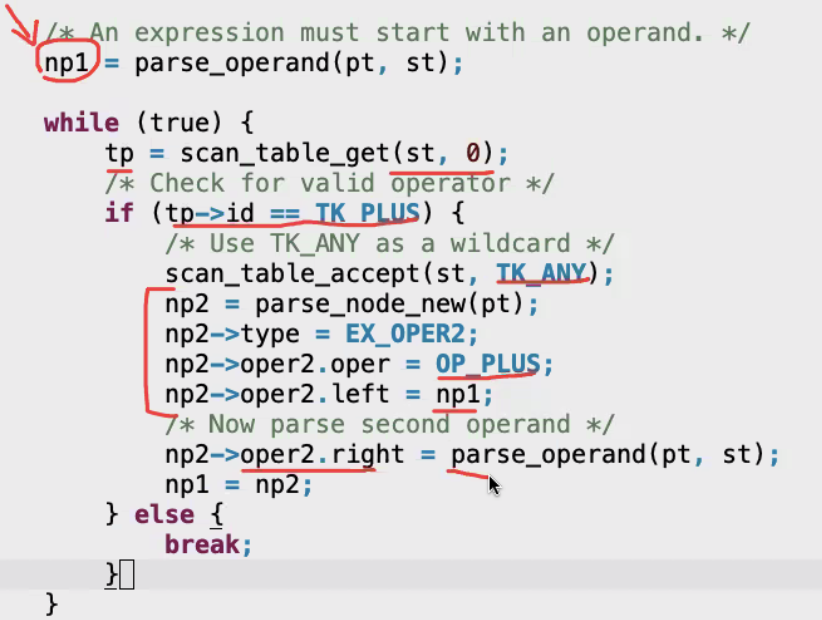 /* An expression must start with an operand. */
np1 = parse_operand(pt, st);
while (true) {
tp = scan_table_get(st, 0);
/* Check for valid operator */
if (tp->id == TK_PLUS) {
/* Use TK_ANY as a wildcard */
scan_table_accept(st, TK_ANY);
np2 = parse_node_new(pt);
np2->type = EX_OPER2;
np2->oper2.oper = OP_PLUS;
np2->oper2.left = np1;
/* Now parse second operand */
np2->oper2.right = parse_operand(pt, st);
np1 = np2;
} else {
break;
}
}